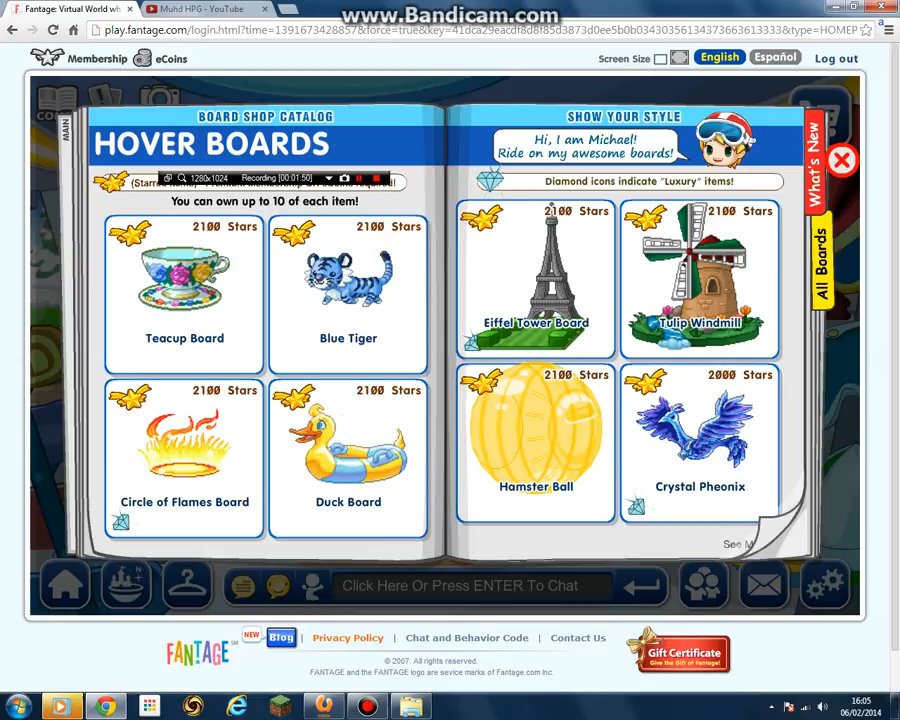 www.Bandicam.com
Fantage: Virtual World wh
Muhd HPG - YouTube
play.fantage.com/login.html?time=1391673428857&force=true&key=41dca29eacdf8d8f85d3873d0ee5b0b03430356134373663613333&type=HOMEP
Membership
eCoins
Screen Size
English
Español
Log out
BOARD SHOP CATALOG
SHOW YOUR STYLE
MAIN
HOVER BOARDS
Hi, I am Michael!
Ride on my awesome boards!
What's New
1280x1024
Recording [00:01:50]
Diamond icons indicate "Luxury" items!
You can own up to 10 of each item!
2100 Stars
Teacup Board
2100 Stars
Blue Tiger
2100 Stars
Eiffel Tower Board
2100 Stars
Tulip Windmill
All Boards
2100 Stars
Circle of Flames Board
2100 Stars
Duck Board
2100 Stars
Hamster Ball
2000 Stars
Crystal Pheonix
See M
Click Here Or Press ENTER To Chat
FANTAGE
NEW
Blog
Privacy Policy
Chat and Behavior Code
Contact Us
© 2007. All rights reserved.
FANTAGE and the FANTAGE logo are sevice marks of Fantage.com Inc.
Gift Certificate
Give the Gift of Fantage!
16:05
06/02/2014